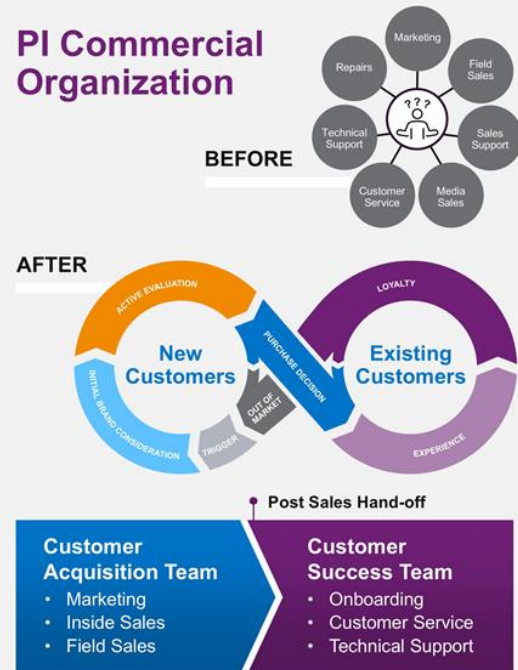 PI Commercial
Organization
Marketing
Repairs
Field
Sales
? ? ?
Technical
Support
Sales
Support
BEFORE
Customer
Service
Media
Sales
AFTER
ACTIVE EVALUATION
LOYALTY
PURCHASE DECISION
New
Customers
Existing
Customers
INITIAL BRAND CONSIDERATION
OUT OF
MARKET
TRIGGER
EXPERIENCE
Post Sales Hand-off
Customer
Acquisition Team
• Marketing
• Inside Sales
• Field Sales
Customer
Success Team
• Onboarding
• Customer Service
• Technical Support